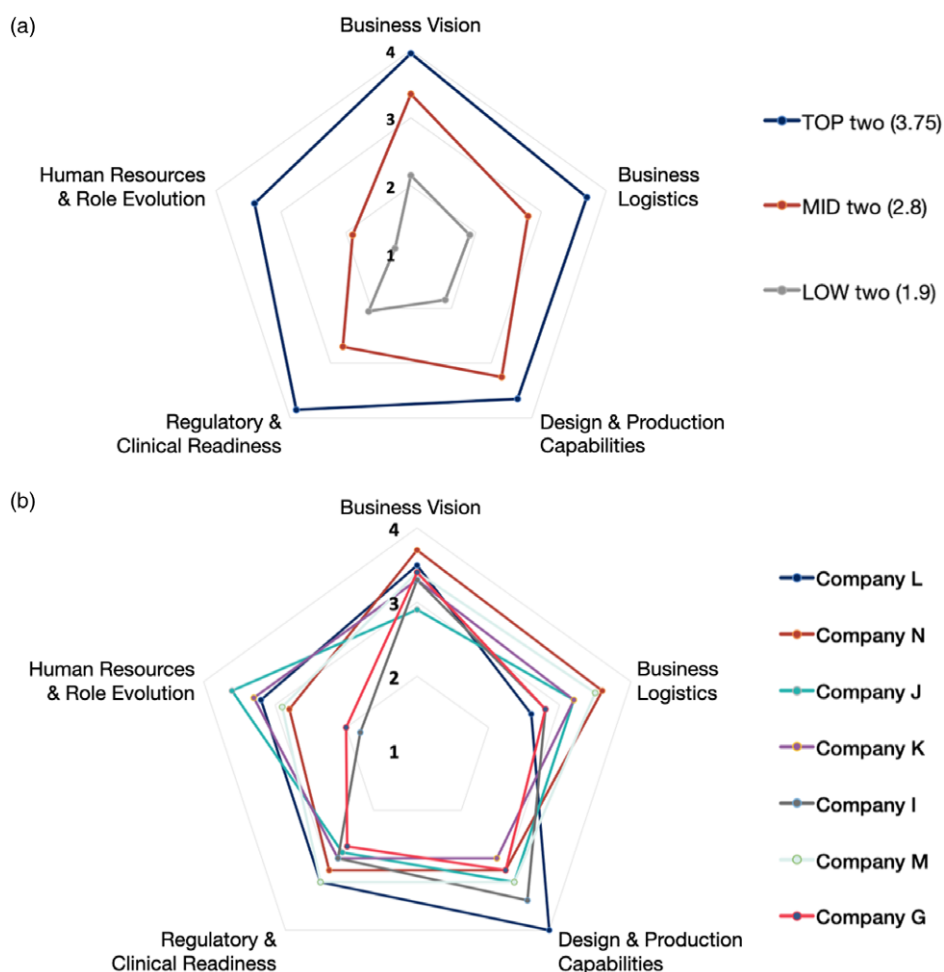 (a)
Business Vision
4
3
2
1
Human Resources
& Role Evolution
Business
Logistics
Regulatory &
Clinical Readiness
Design & Production
Capabilities
TOP two (3.75)
MID two (2.8)
LOW two (1.9)
(b)
Business Vision
4
3
2
1
Human Resources
& Role Evolution
Business
Logistics
Regulatory &
Clinical Readiness
Design & Production
Capabilities
Company L
Company N
Company J
Company K
Company I
Company M
Company G